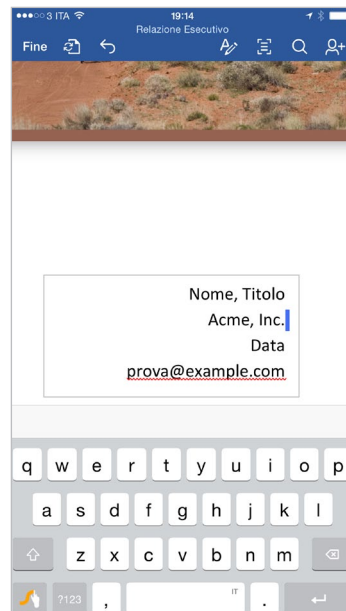 3 ITA 19:14
Relazione Esecutivo
Fine
Nome, Titolo
Acme, Inc.
Data
prova@example.com
q w e r t y u i o p
a s d f g h j k l
z x c v b n m
?123 , IT .